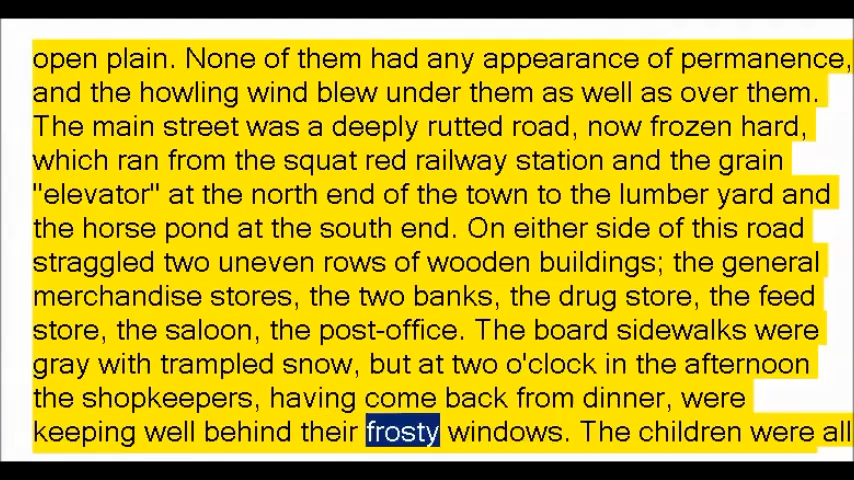 open plain. None of them had any appearance of permanence,
and the howling wind blew under them as well as over them.
The main street was a deeply rutted road, now frozen hard,
which ran from the squat red railway station and the grain
"elevator" at the north end of the town to the lumber yard and
the horse pond at the south end. On either side of this road
straggled two uneven rows of wooden buildings; the general
merchandise stores, the two banks, the drug store, the feed
store, the saloon, the post-office. The board sidewalks were
gray with trampled snow, but at two o'clock in the afternoon
the shopkeepers, having come back from dinner, were
keeping well behind their frosty windows. The children were all